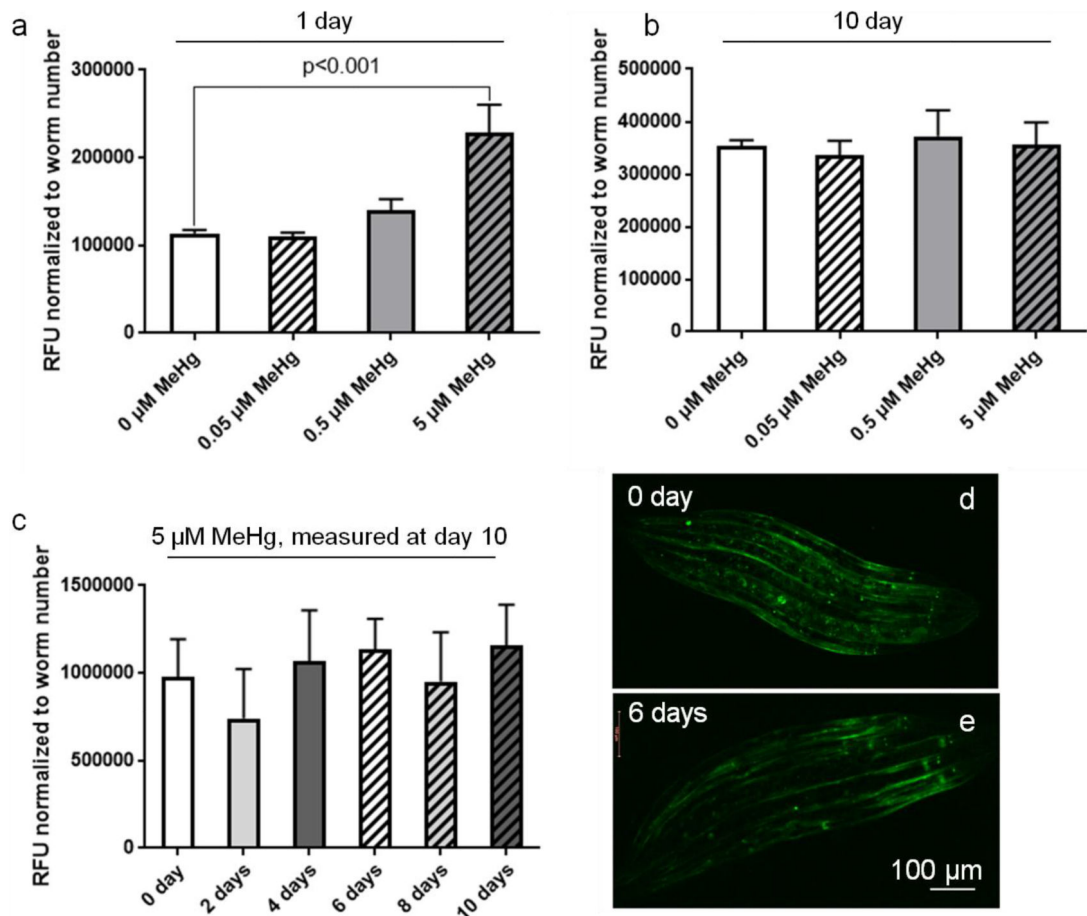 a
1 day
RFU normalized to worm number
300000
p<0.001
200000
100000
0
0 µM MeHg
0.05 µM MeHg
0.5 µM MeHg
5 µM MeHg
b
10 day
RFU normalized to worm number
500000
400000
300000
200000
100000
0
0 µM MeHg
0.05 µM MeHg
0.5 µM MeHg
5 µM MeHg
c
5 µM MeHg, measured at day 10
RFU normalized to worm number
1500000
1000000
500000
0
0 day
2 days
4 days
6 days
8 days
10 days
0 day
d
6 days
e
100 µm